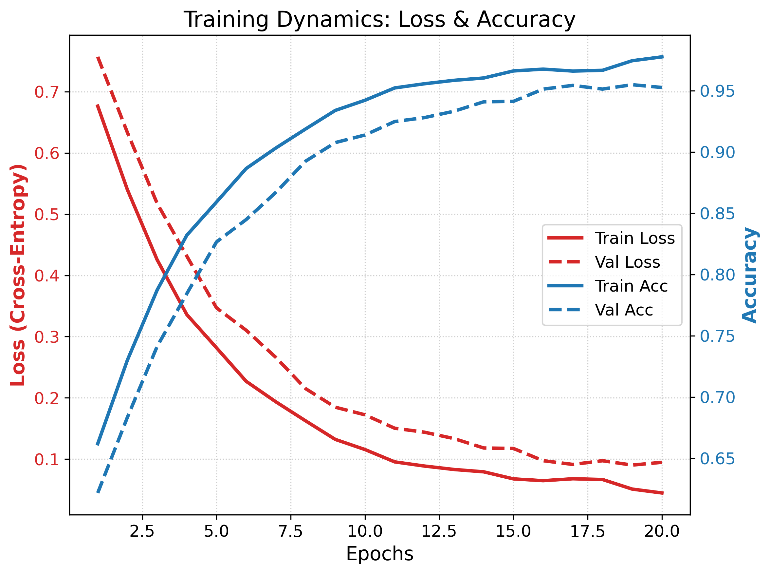 Training Dynamics: Loss & Accuracy
Loss (Cross-Entropy)
0.7
0.6
0.5
0.4
0.3
0.2
0.1
Train Loss
Val Loss
Train Acc
Val Acc
0.95
0.90
0.85
0.80
0.75
0.70
0.65
Accuracy
2.5 5.0 7.5 10.0 12.5 15.0 17.5 20.0
Epochs